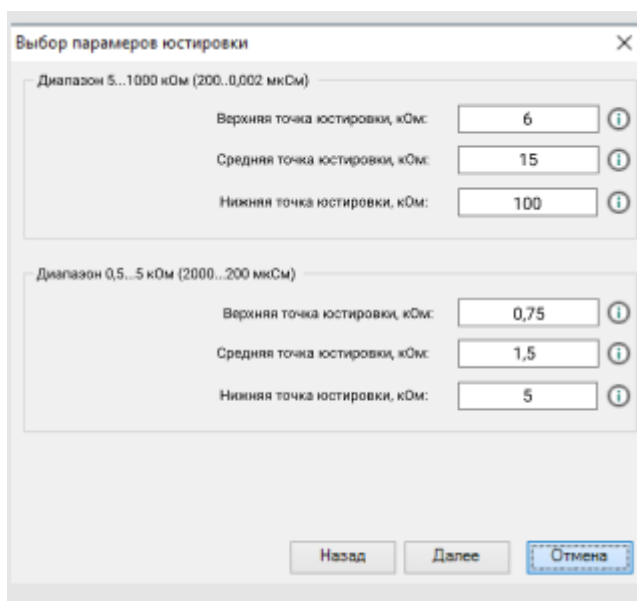 Выбор парамеров юстировки
Диапазон 5...1000 кОм (200..0,002 мкСм)
Верхняя точка юстировки, кОм: 6
Средняя точка юстировки, кОм: 15
Нижняя точка юстировки, кОм: 100
Диапазон 0,5...5 кОм (2000...200 мкСм)
Верхняя точка юстировки, кОм: 0,75
Средняя точка юстировки, кОм: 1,5
Нижняя точка юстировки, кОм: 5
Назад Далее Отмена